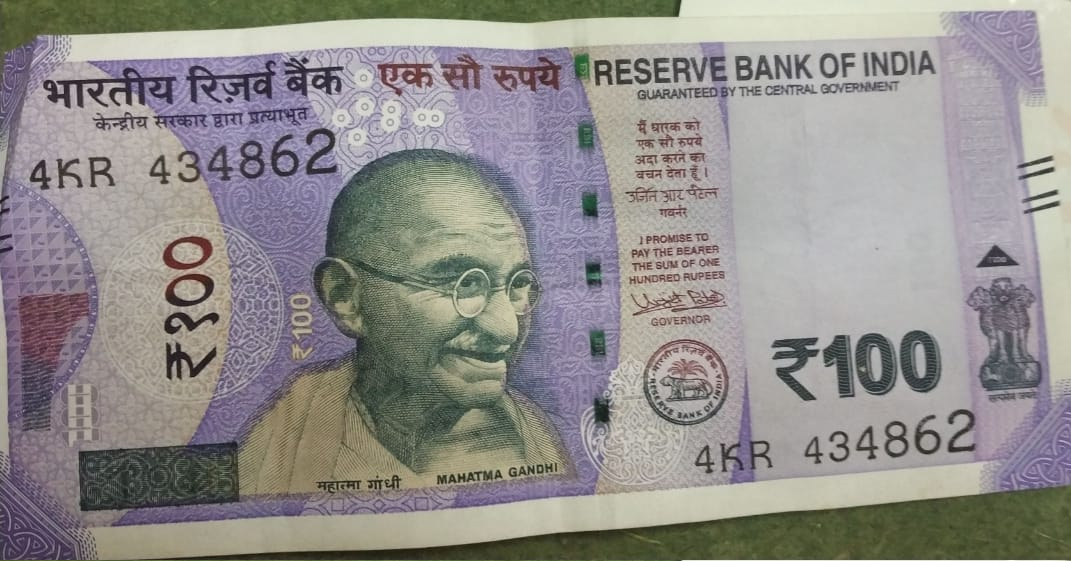 भारतीय रिज़र्व बैंक
केन्द्रीय सरकार द्वारा प्रत्याभूत
4KR 434862
एक सौ रुपये
RESERVE BANK OF INDIA
GUARANTEED BY THE CENTRAL GOVERNMENT
मैं धारक को
एक सौ रुपये
अदा करने का
वचन देता हूँ।
उर्जित आर पटेल
गवर्नर
I PROMISE TO
PAY THE BEARER
THE SUM OF ONE
HUNDRED RUPEES
GOVERNOR
₹१००
₹100
महात्मा गांधी
MAHATMA GANDHI
भारतीय रिज़र्व बैंक
RESERVE BANK OF INDIA
₹100
सत्यमेव जयते
4KR 434862